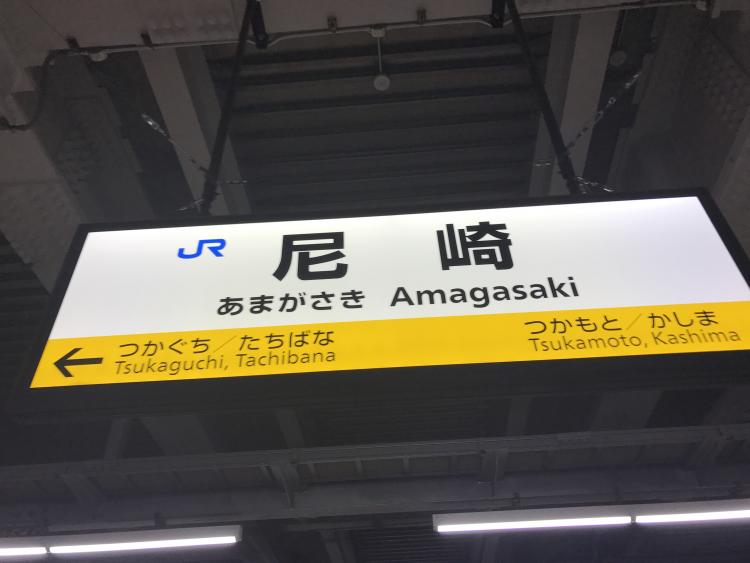 JR 尼崎
あまがさき Amagasaki
← つかぐち／たちばな つかもと／かしま
Tsukaguchi, Tachibana Tsukamoto, Kashima